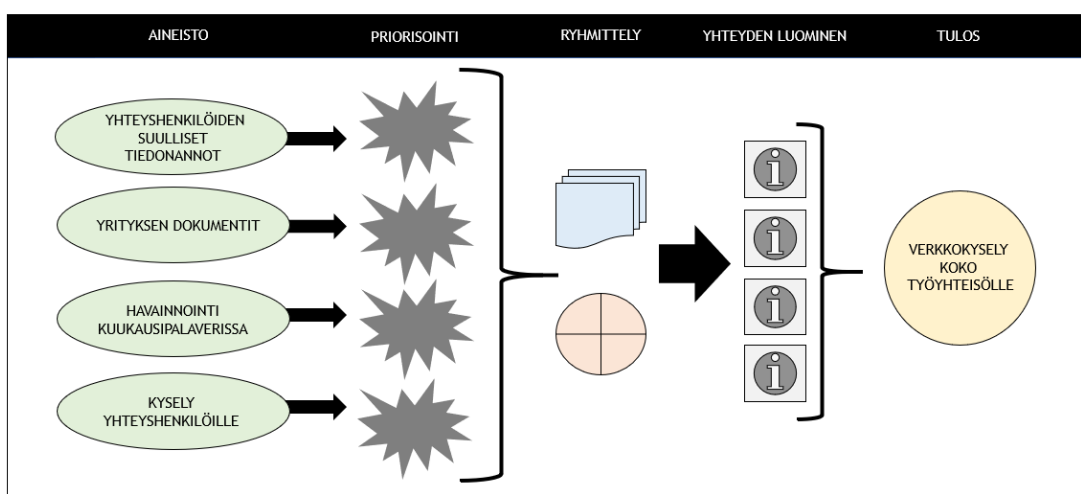 AINEISTO
PRIORISOINTI
RYHMITTELY
YHTEYDEN LUOMINEN
TULOS
YHTEYSHENKILÖIDEN
SUULLISET
TIEDONANNOT
YRITYKSEN DOKUMENTIT
HAVAINNOINTI
KUUKAUSIPALAVERISSA
KYSELY
YHTEYSHENKILÖILLE
i
i
i
i
VERKKOKYSELY
KOKO
TYÖYHTEISÖLLE